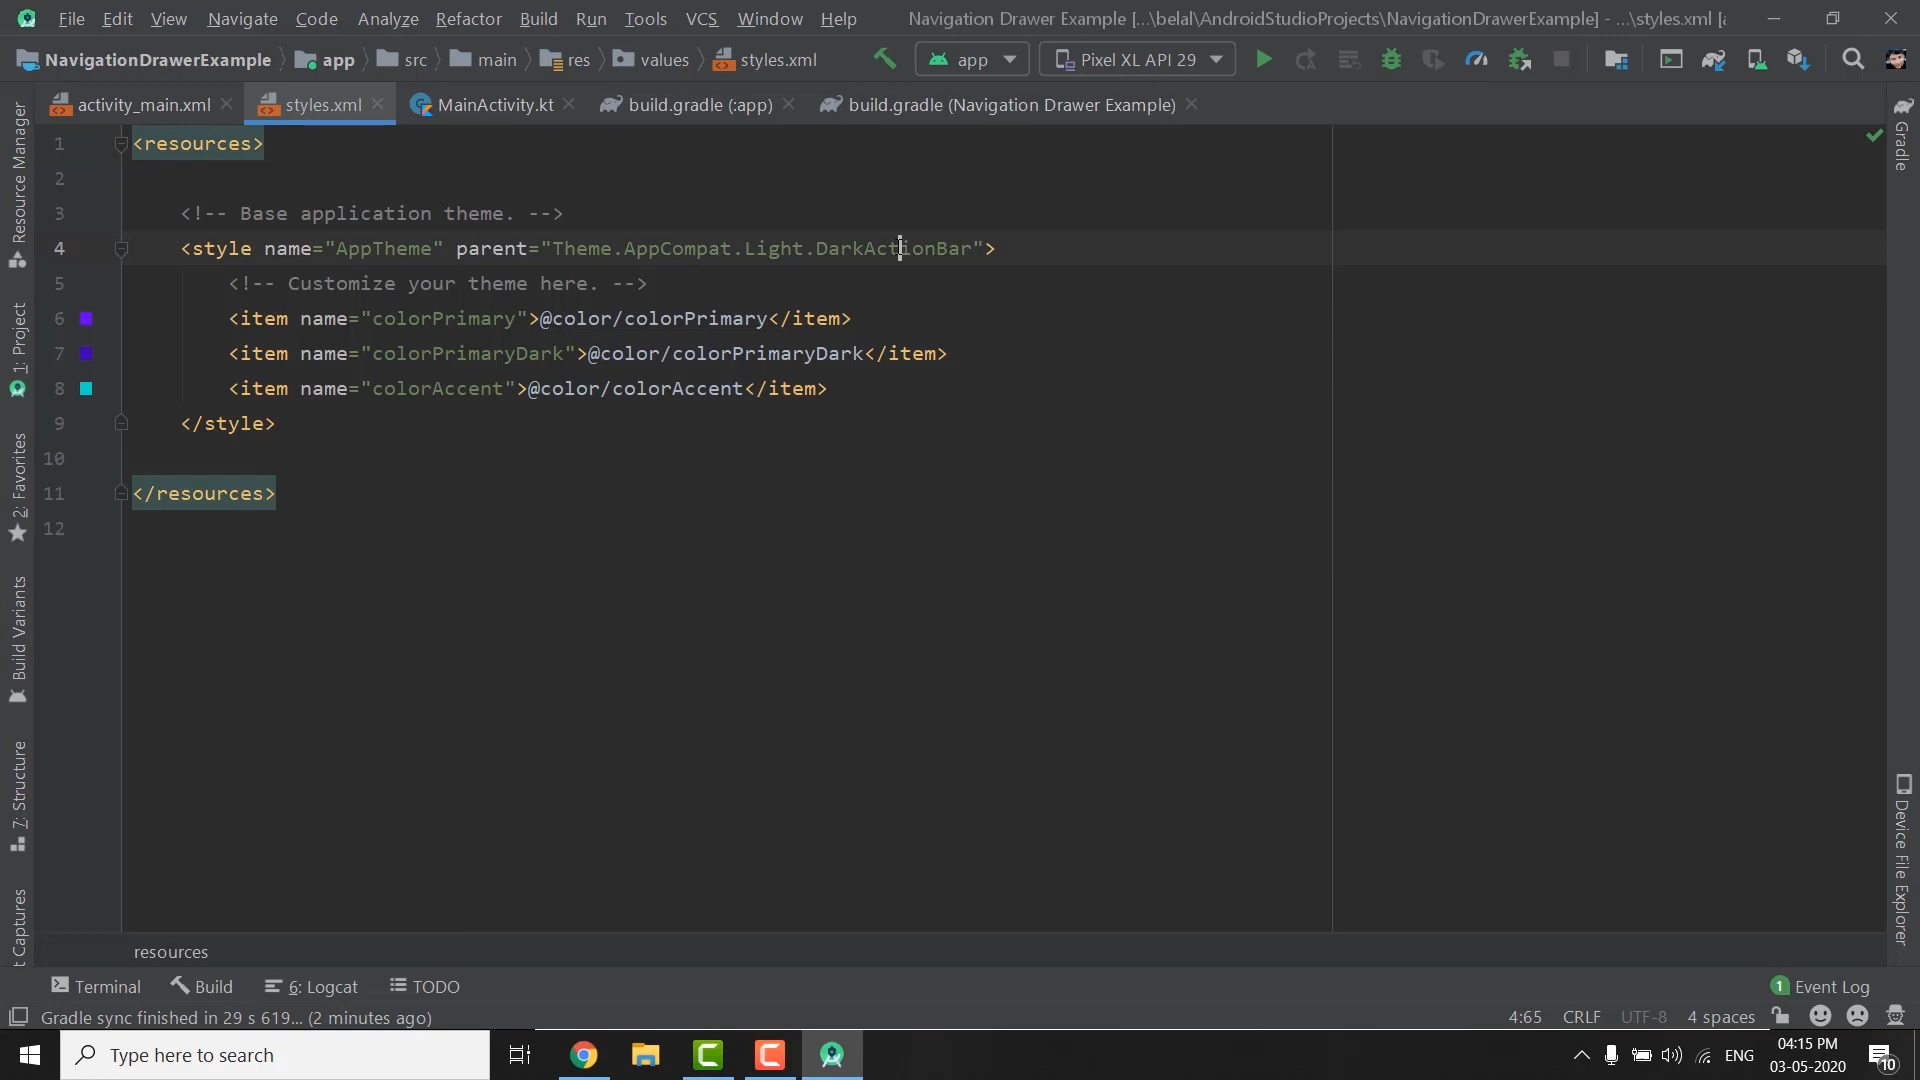 File Edit View Navigate Code Analyze Refactor Build Run Tools VCS Window Help Navigation Drawer Example [...\belal\AndroidStudioProjects\NavigationDrawerExample] - ...\styles.xml [a
NavigationDrawerExample app src main res values styles.xml app Pixel XL API 29
activity_main.xml styles.xml MainActivity.kt build.gradle (:app) build.gradle (Navigation Drawer Example)
Resource Manager
1: Project
2: Favorites
Build Variants
7: Structure
t Captures
1 <resources>
2
3 <!-- Base application theme. -->
4 <style name="AppTheme" parent="Theme.AppCompat.Light.DarkActionBar">
5 <!-- Customize your theme here. -->
6 <item name="colorPrimary">@color/colorPrimary</item>
7 <item name="colorPrimaryDark">@color/colorPrimaryDark</item>
8 <item name="colorAccent">@color/colorAccent</item>
9 </style>
10
11 </resources>
12
Gradle
Device File Explorer
resources
Terminal Build 6: Logcat TODO 1 Event Log
Gradle sync finished in 29 s 619... (2 minutes ago) 4:65 CRLF UTF-8 4 spaces
Type here to search ENG 04:15 PM
03-05-2020 10